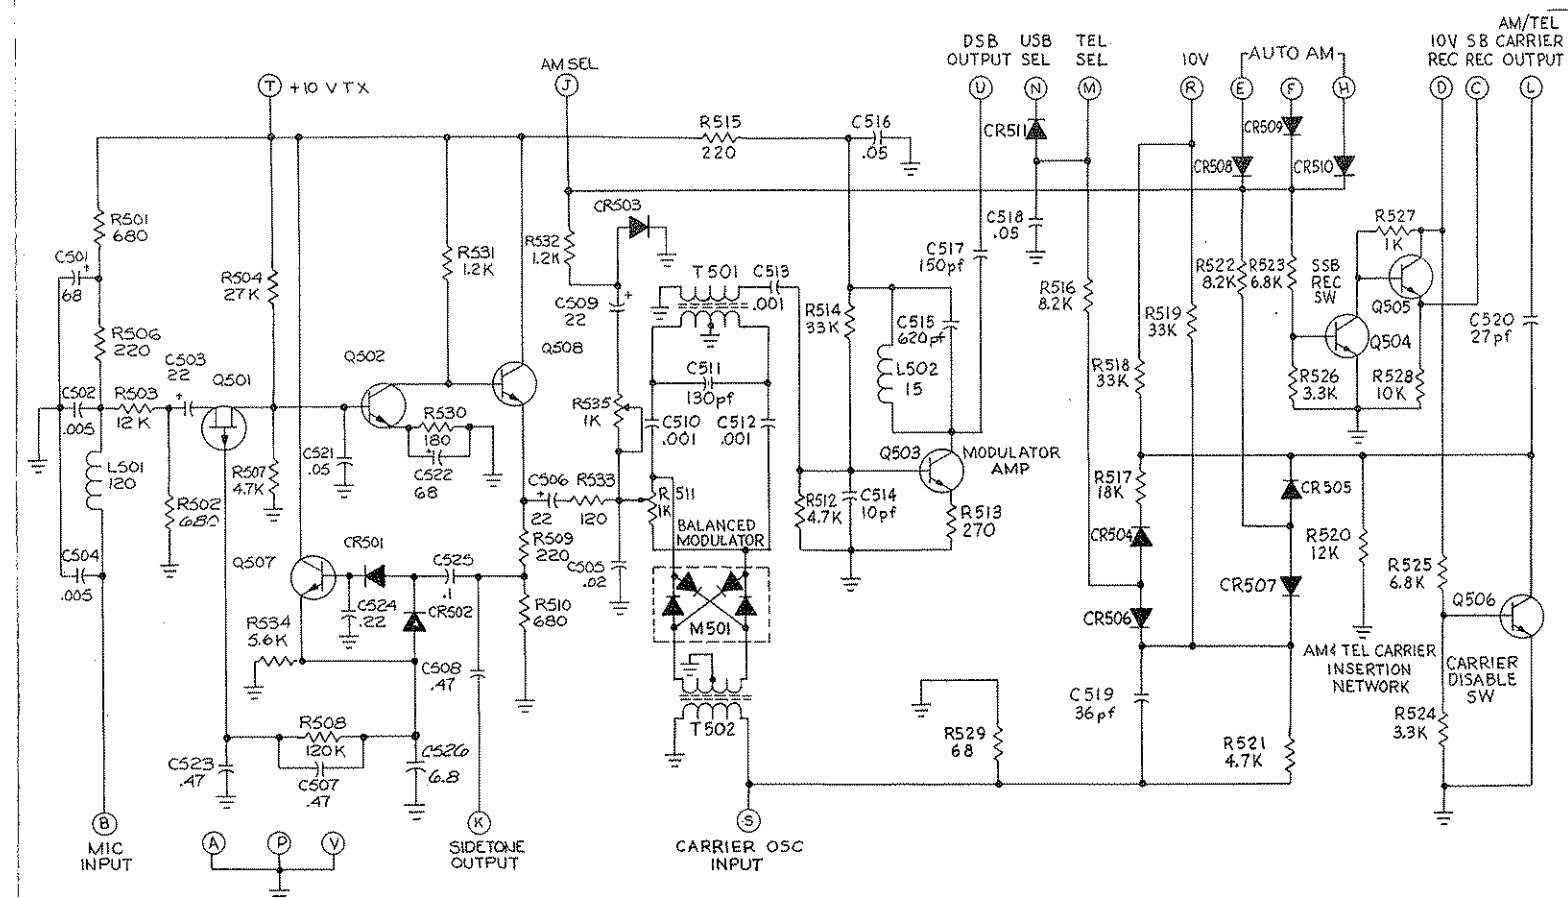 T +10 V TX
AM SEL
J
DSB
OUTPUT
U
USB
SEL
N
TEL
SEL
M
10V
R
AUTO AM
E
F
H
10V
REC
D
SB
REC
C
AM/TEL
CARRIER
OUTPUT
L
R515
220
C516
.05
CR511
CR509
CR508
CR510
R501
680
C501
+
68
R504
27K
R531
1.2K
R532
1.2K
CR503
T501
C513
.001
C518
.05
C517
150pf
R516
8.2K
R519
33K
R522
8.2K
R523
6.8K
SSB
REC
SW
R527
1K
Q505
Q504
C520
27pf
R506
220
C503
22
+
Q501
Q502
Q508
C509
+
22
R514
33K
C515
620pf
L502
15
R518
33K
R526
3.3K
R528
10K
C502
.005
R503
12K
C511
130pf
R535
1K
C510
.001
C512
.001
R530
180
+
C522
68
C521
.05
L501
120
R507
4.7K
R502
680
C506
+
22
R533
120
R511
1K
Q503
MODULATOR
AMP
R512
4.7K
C514
10pf
R513
270
R517
18K
CR505
CR504
R520
12K
BALANCED
MODULATOR
C504
.005
Q507
CR501
C525
.1
R509
220
C505
.02
C524
.22
CR502
R510
680
M501
CR506
CR507
R525
6.8K
Q506
R534
5.6K
C508
.47
T502
AM & TEL CARRIER
INSERTION
NETWORK
CARRIER
DISABLE
SW
C519
36pf
R524
3.3K
R508
120K
C507
.47
C523
.47
C526
6.8
R529
68
R521
4.7K
B
MIC
INPUT
A
P
V
K
SIDETONE
OUTPUT
S
CARRIER OSC
INPUT